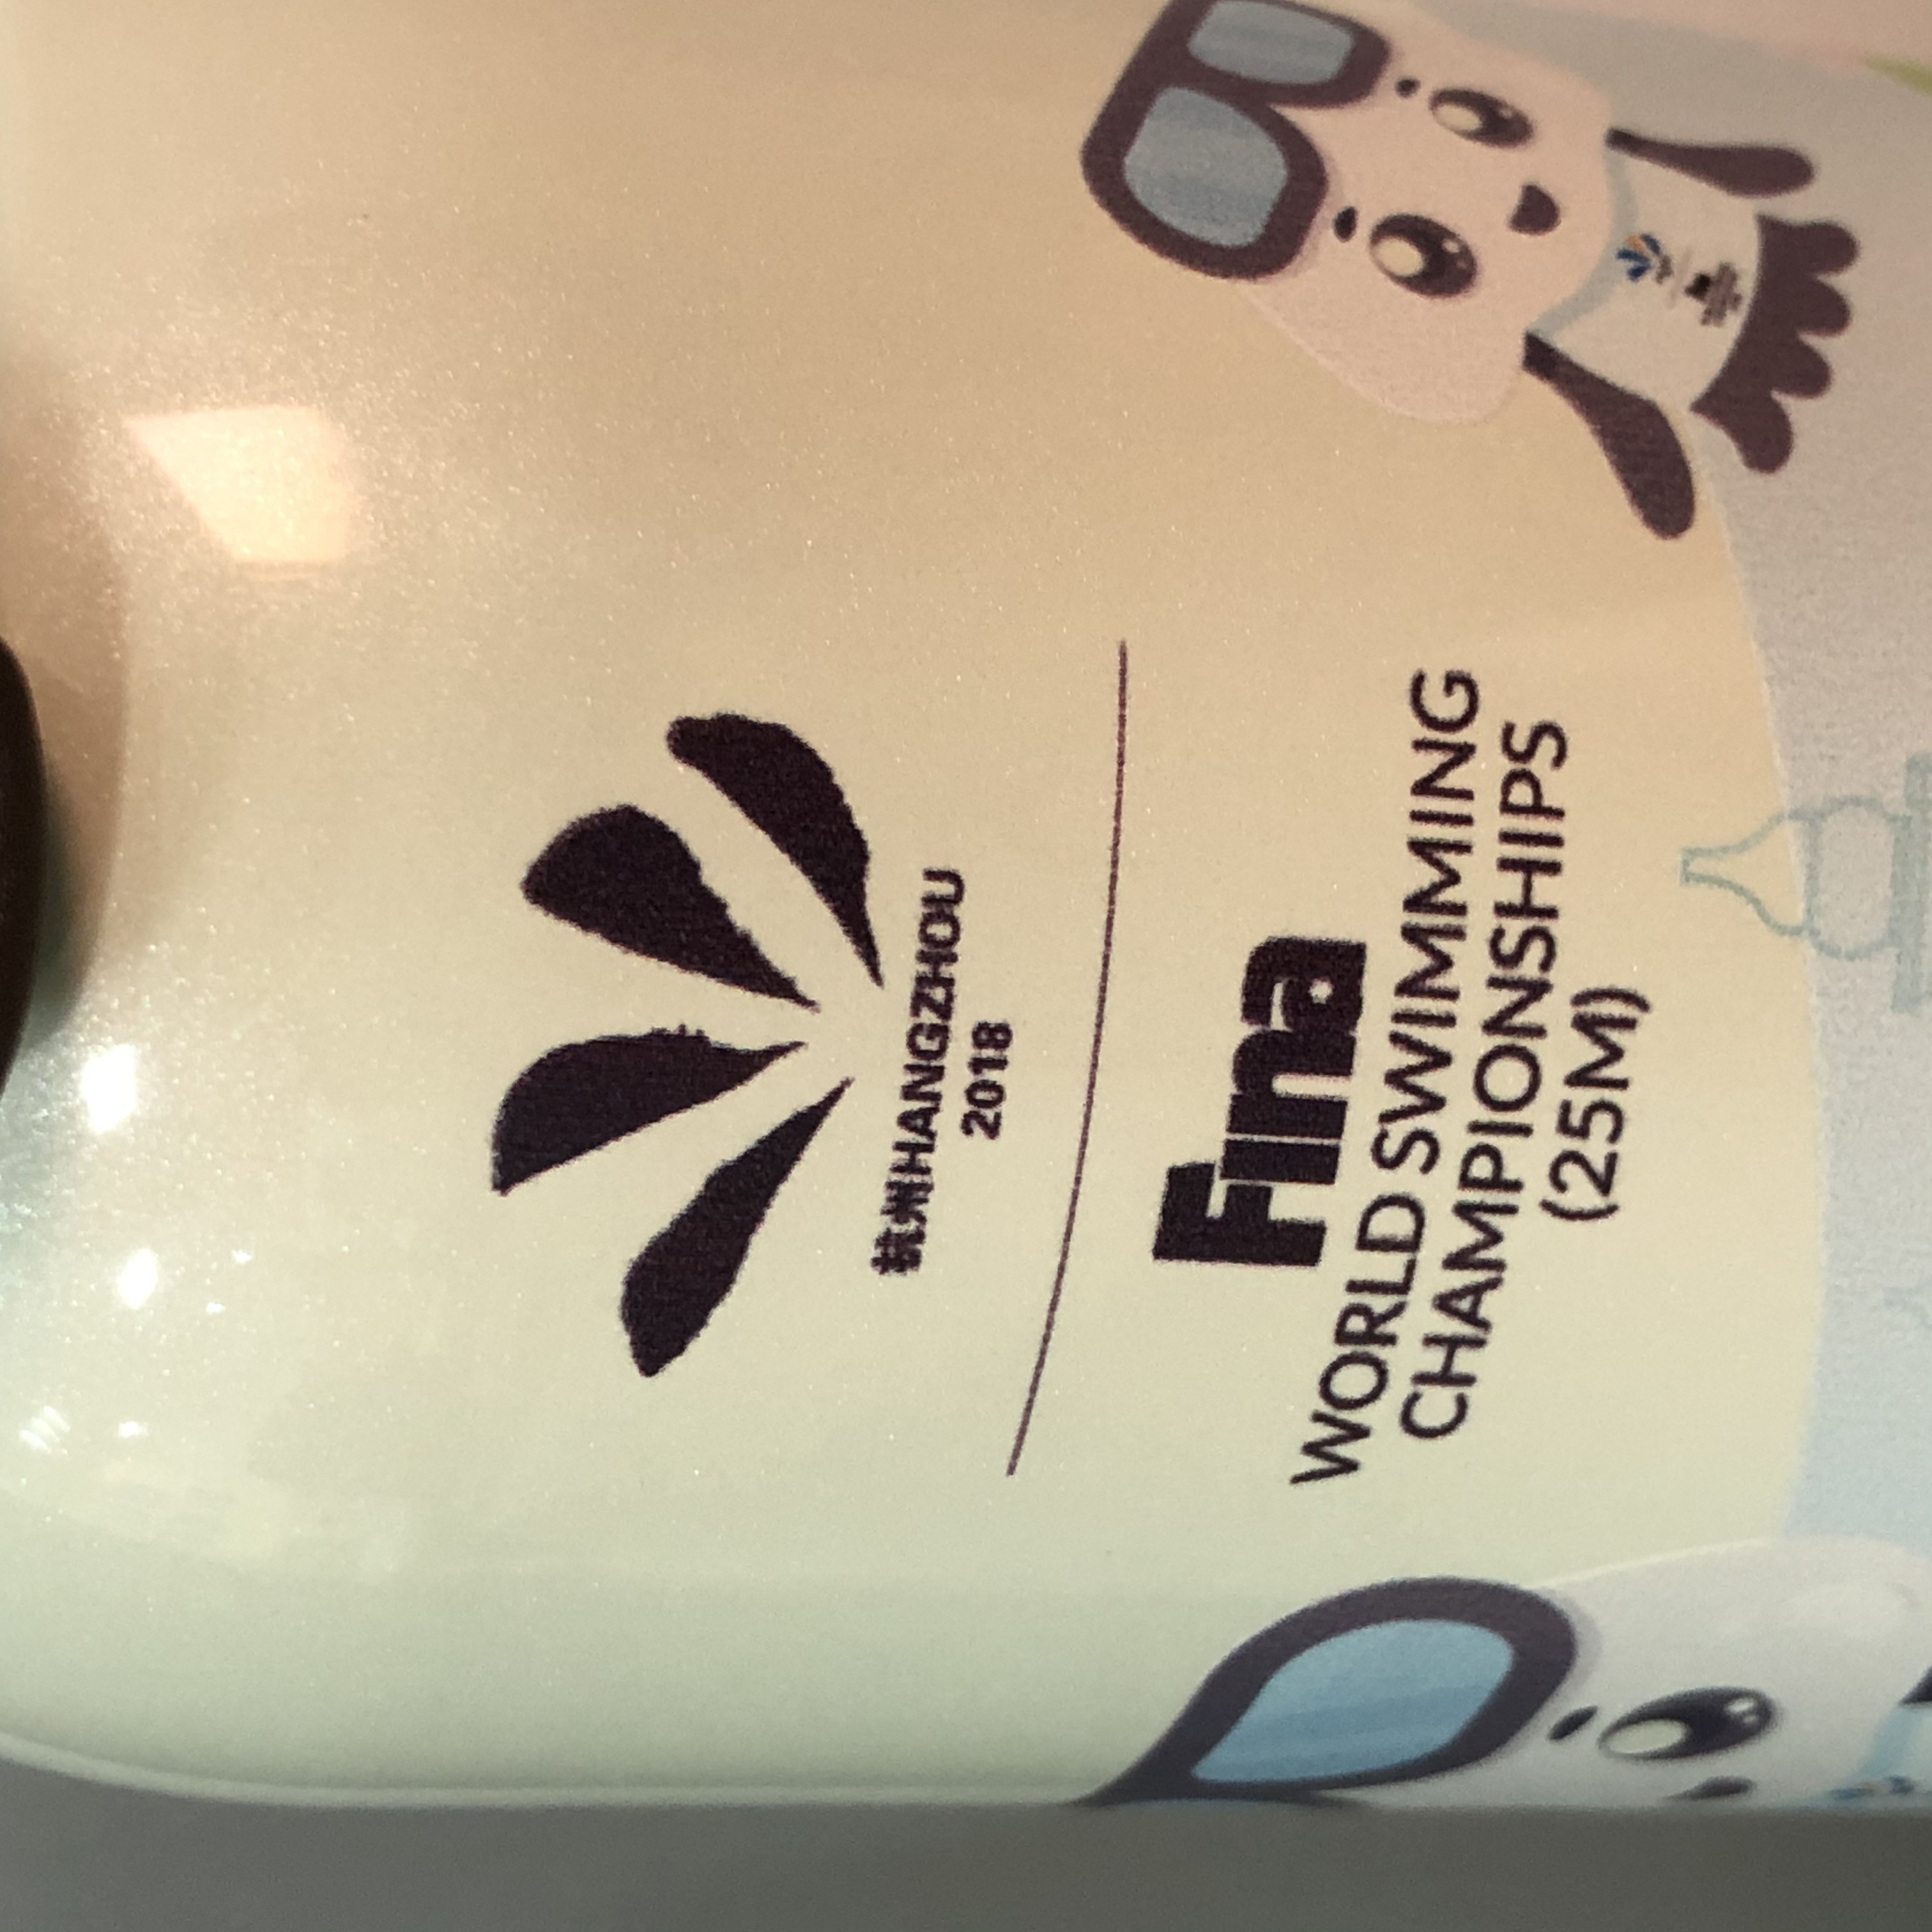 杭州HANGZHOU
2018
Fina
WORLD SWIMMING
CHAMPIONSHIPS
(25M)